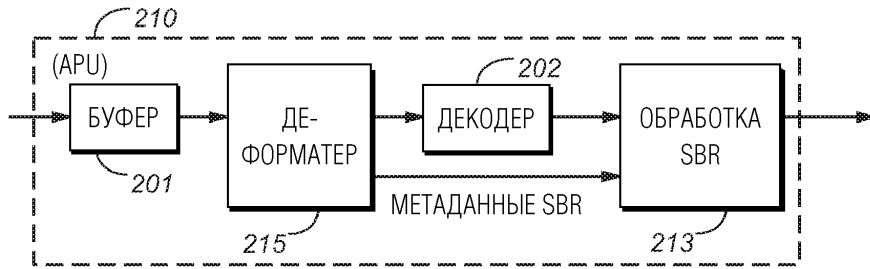 210
(APU)
БУФЕР
201
ДЕ-
ФОРМАТЕР
215
202
ДЕКОДЕР
МЕТАДАННЫЕ SBR
ОБРАБОТКА
SBR
213